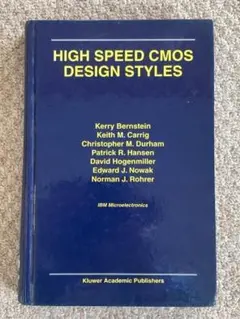 HIGH SPEED CMOS
DESIGN STYLES
Kerry Bernstein
Keith M. Carrig
Christopher M. Durham
Patrick R. Hansen
David Hogenmiller
Edward J. Nowak
Norman J. Rohrer
IBM Microelectronics
Kluwer Academic Publishers